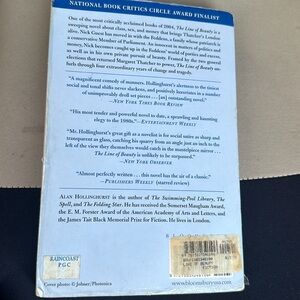 NATIONAL BOOK CRITICS CIRCLE AWARD FINALIST
One of the most critically acclaimed books of 2004, The Line of Beauty is a
sweeping novel about class, sex, and money that brings Thatcher's London
alive. Nick Guest has moved in with the Feddens, a family whose patriarch is
a conservative Member of Parliament. An innocent in matters of politics and
money, Nick becomes caught up in the Feddens' world of parties and excess,
as well as in his own private pursuit of beauty. Framed by the two general
elections that returned Margaret Thatcher to power, The Line of Beauty un-
furls through four extraordinary years of change and tragedy.
"A magnificent comedy of manners. Hollinghurst's alertness to the tiniest
social and tonal shifts never slackens, and positively luxuriates in a number
of unimprovably droll set pieces . . . [an] outstanding novel."
—NEW YORK TIMES BOOK REVIEW
"His most tender and powerful novel to date, a sprawling and haunting
elegy to the 1980s." —ENTERTAINMENT WEEKLY
"Mr. Hollinghurst's great gift as a novelist is for social satire as sharp and
transparent as glass, catching his quarry from an angle just an inch to the
left of the view they themselves would catch in the mantelpiece mirror . . .
The Line of Beauty is unlikely to be surpassed."
—NEW YORK OBSERVER
"Almost perfectly written . . . this novel has the air of a classic."
—PUBLISHERS WEEKLY (starred review)
ALAN HOLLINGHURST is the author of The Swimming-Pool Library, The
Spell, and The Folding Star. He has received the Somerset Maugham Award,
the E. M. Forster Award of the American Academy of Arts and Letters, and the
James Tait Black Memorial Prize for Fiction. He lives in London.
RAINCOAST
PGC
LINE OF BEAUTY
FICTION
Cover photo: © Johner/Photonica
www.bloomsburyusa.com